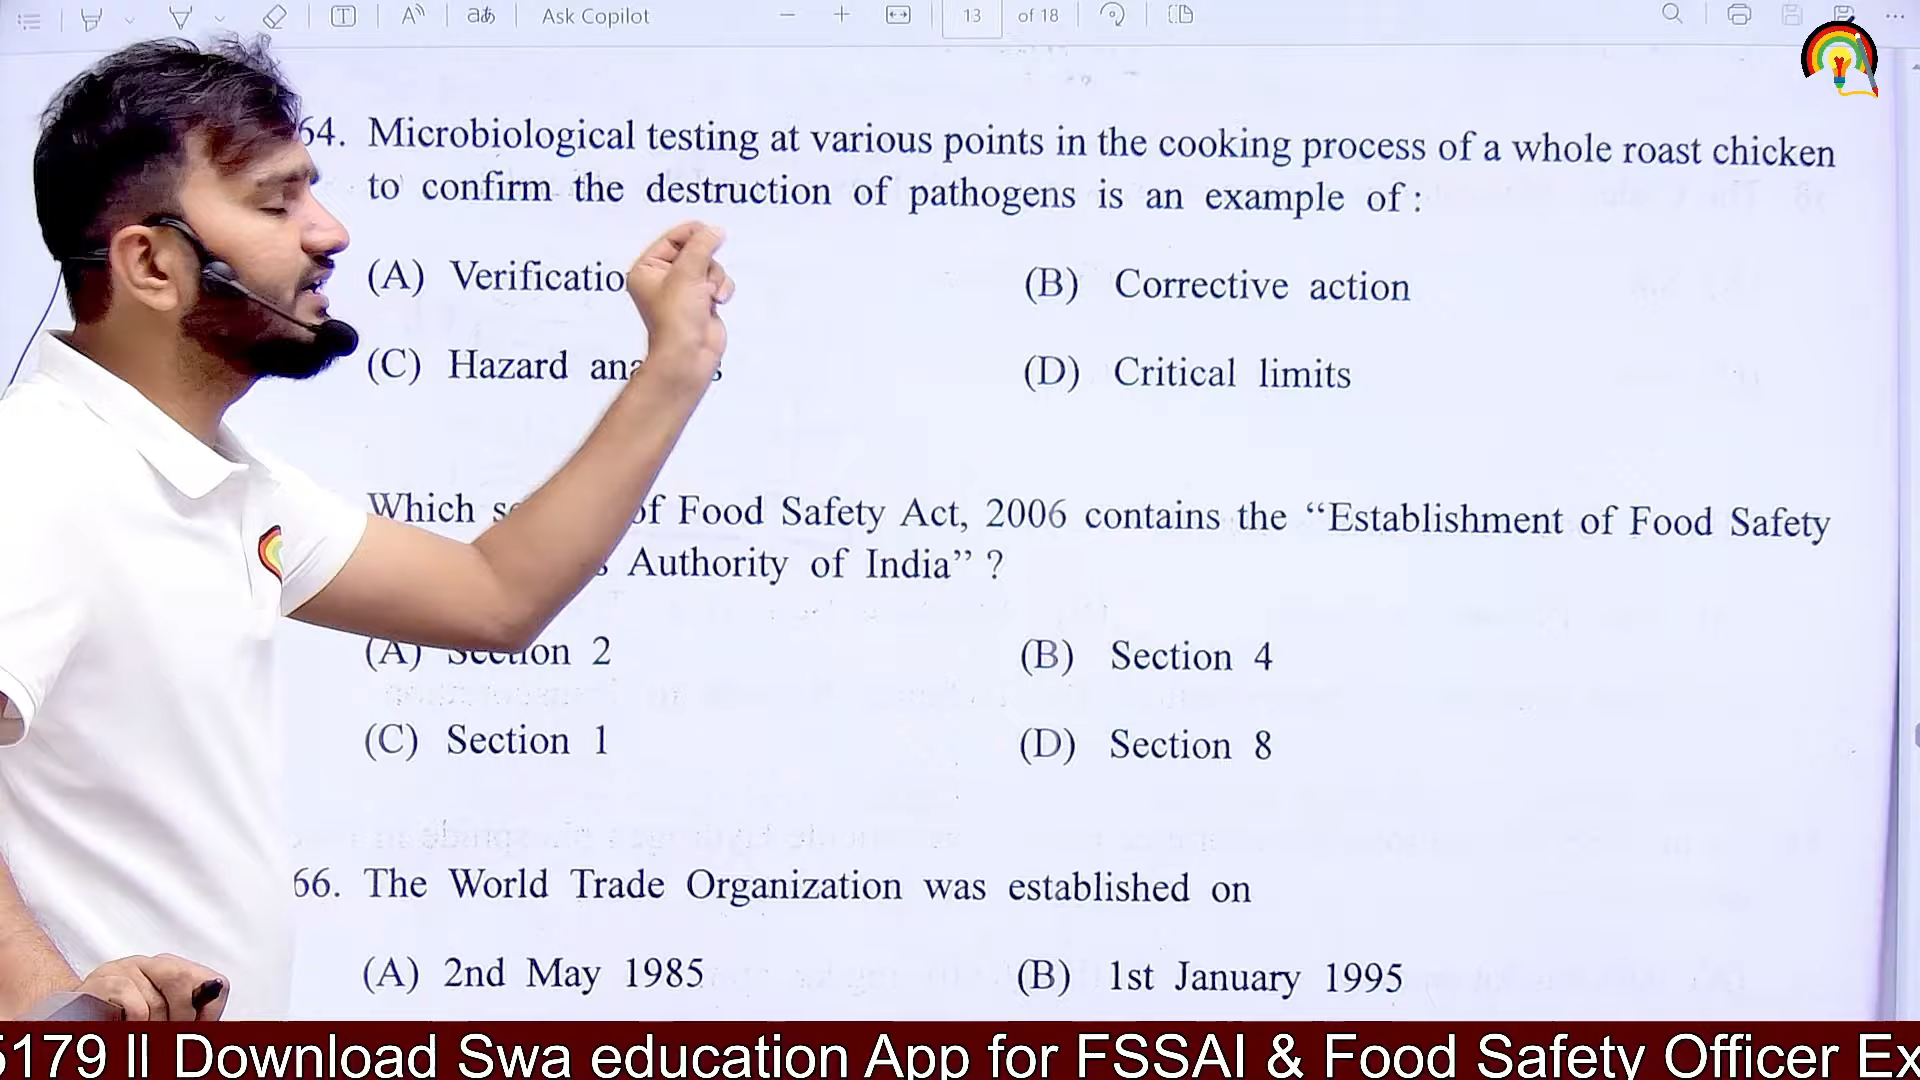 Ask Copilot
13 of 18
64. Microbiological testing at various points in the cooking process of a whole roast chicken
to confirm the destruction of pathogens is an example of :
(A) Verificatio
(B) Corrective action
(C) Hazard
(D) Critical limits
Which of Food Safety Act, 2006 contains the “Establishment of Food Safety
Authority of India” ?
(A) Section 2
(B) Section 4
(C) Section 1
(D) Section 8
66. The World Trade Organization was established on
(A) 2nd May 1985
(B) 1st January 1995
5179 ll Download Swa education App for FSSAI & Food Safety Officer Ex